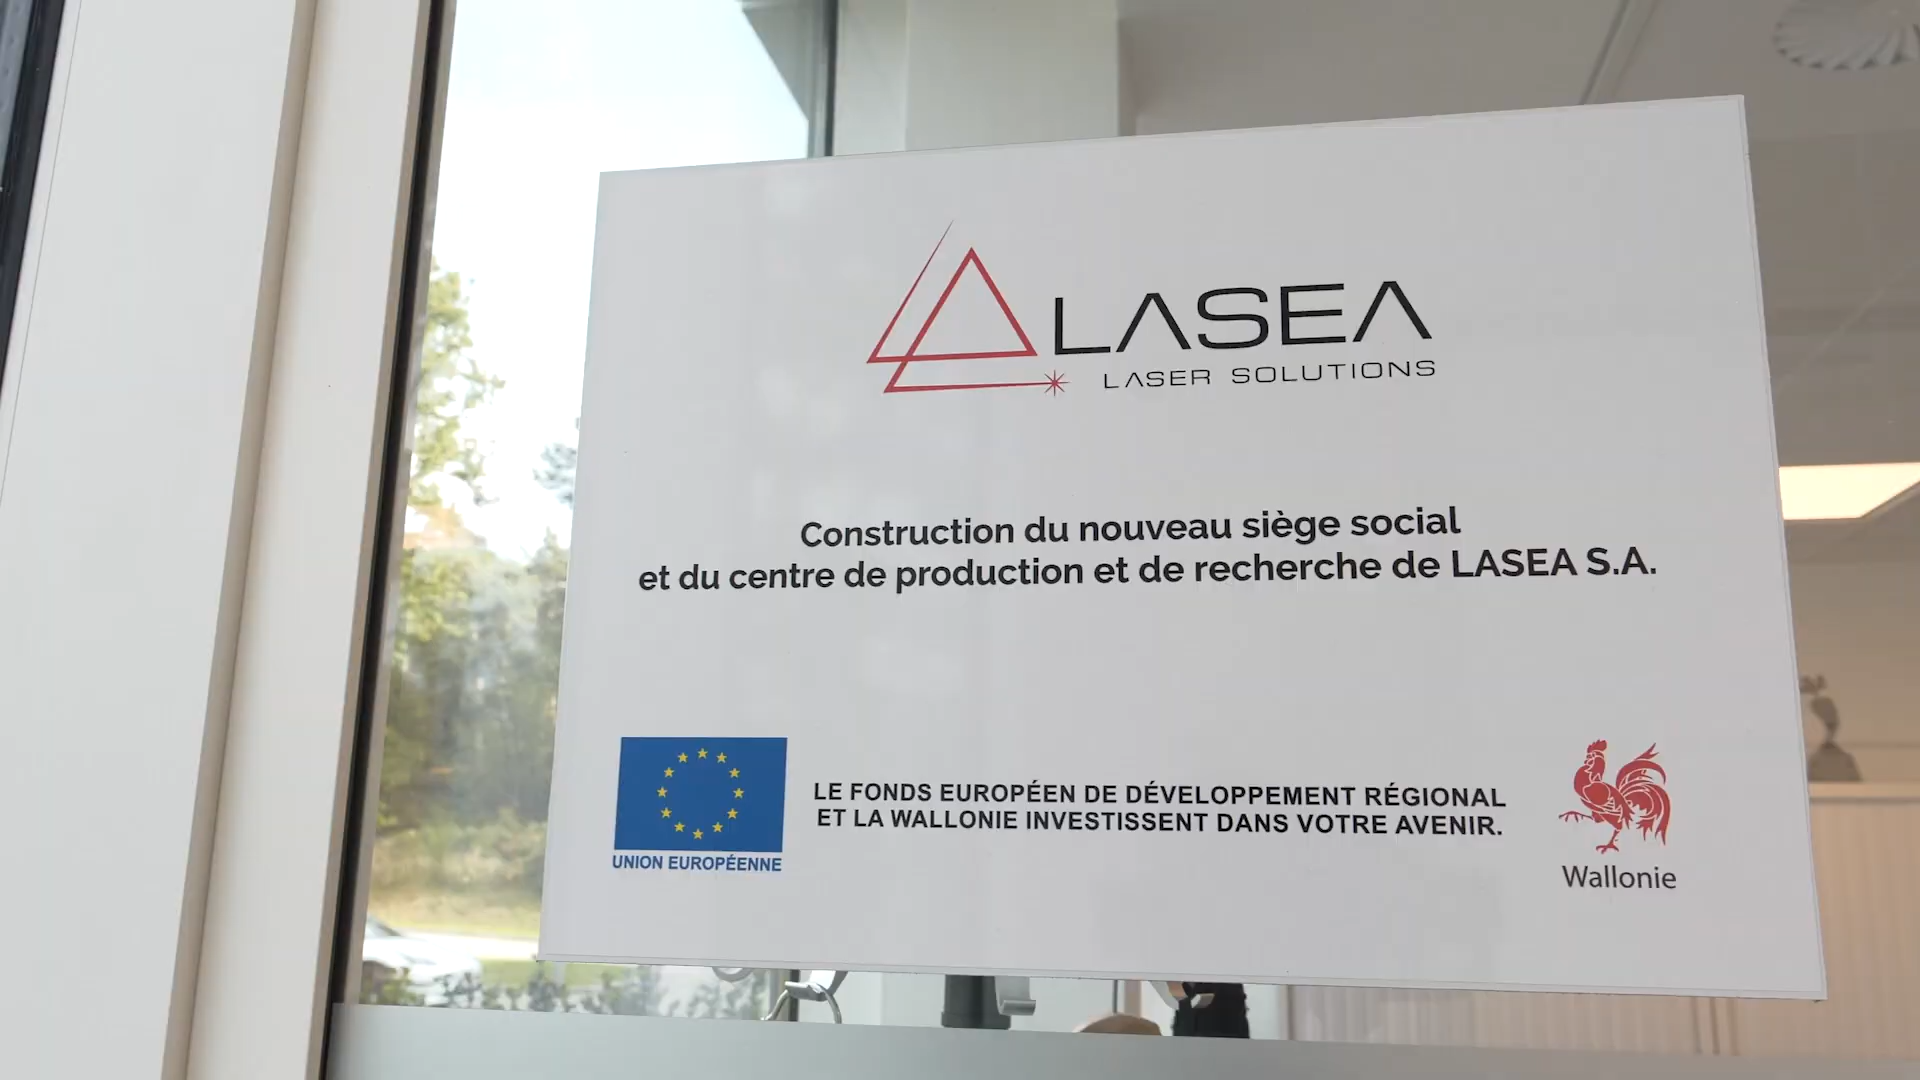 LASEA
LASER SOLUTIONS
Construction du nouveau siège social
et du centre de production et de recherche de LASEA S.A.
LE FONDS EUROPÉEN DE DÉVELOPPEMENT RÉGIONAL
ET LA WALLONIE INVESTISSENT DANS VOTRE AVENIR.
UNION EUROPÉENNE
Wallonie